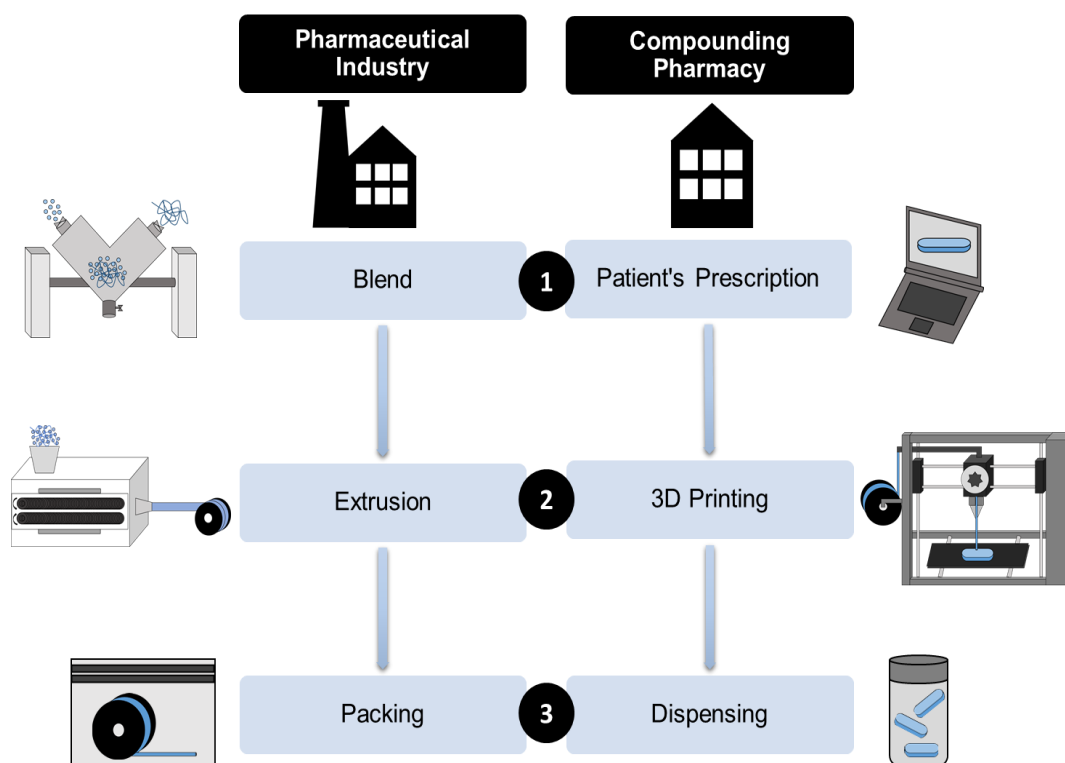 Pharmaceutical
Industry
Compounding
Pharmacy
Blend
1
Patient's Prescription
Extrusion
2
3D Printing
Packing
3
Dispensing